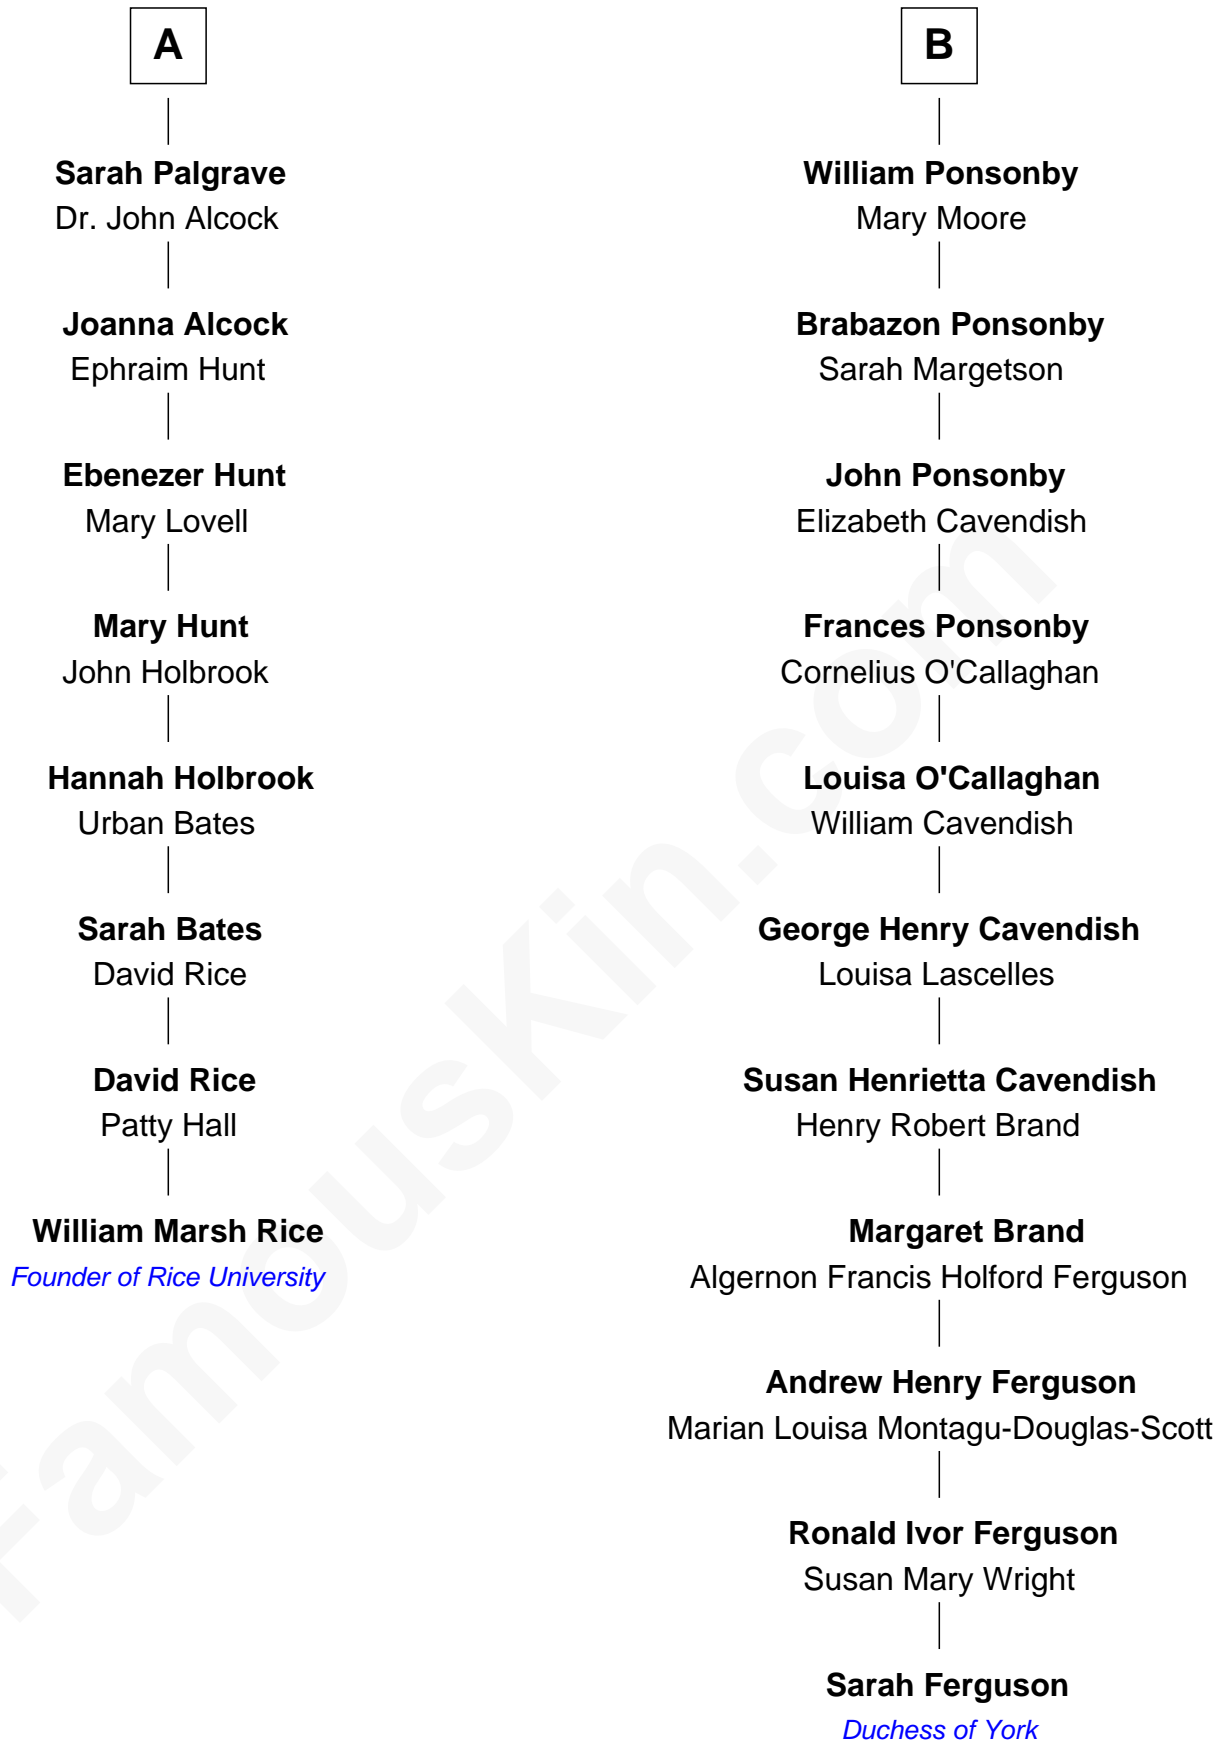 A
Sarah Palgrave
Dr. John Alcock
Joanna Alcock
Ephraim Hunt
Ebenezer Hunt
Mary Lovell
Mary Hunt
John Holbrook
Hannah Holbrook
Urban Bates
Sarah Bates
David Rice
David Rice
Patty Hall
William Marsh Rice
Founder of Rice University
B
William Ponsonby
Mary Moore
Brabazon Ponsonby
Sarah Margetson
John Ponsonby
Elizabeth Cavendish
Frances Ponsonby
Cornelius O'Callaghan
Louisa O'Callaghan
William Cavendish
George Henry Cavendish
Louisa Lascelles
Susan Henrietta Cavendish
Henry Robert Brand
Margaret Brand
Algernon Francis Holford Ferguson
Andrew Henry Ferguson
Marian Louisa Montagu-Douglas-Scott
Ronald Ivor Ferguson
Susan Mary Wright
Sarah Ferguson
Duchess of York
FamousKin.com